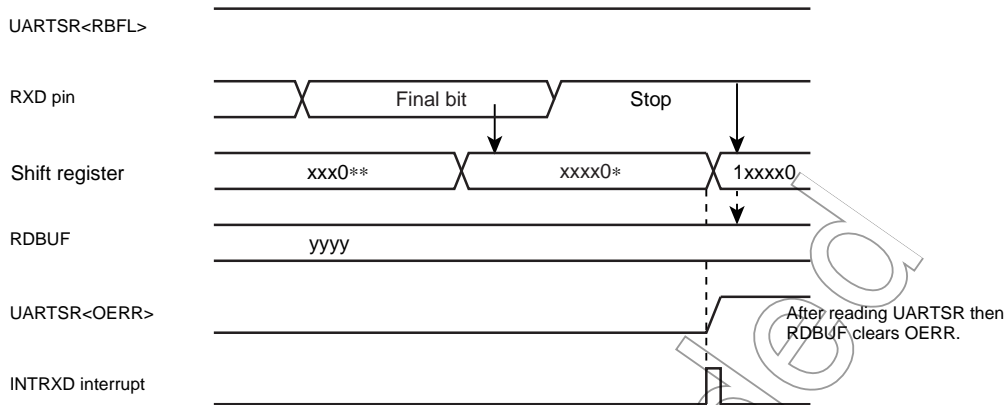 UARTSR<RBFL>
RXD pin
Final bit
Stop
Shift register
xxx0**
xxxx0*
1xxxx0
RDBUF
yyyy
UARTSR<OERR>
After reading UARTSR then
RDBUF clears OERR.
INTRXD interrupt